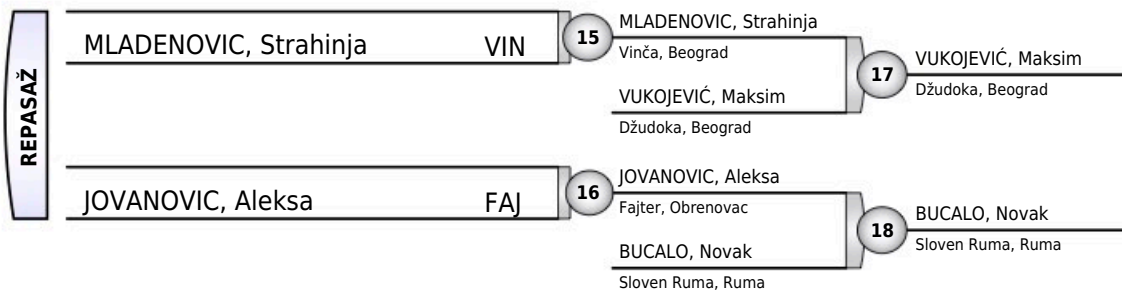 REPASAŽ
MLADENOVIC, Strahinja VIN
15
MLADENOVIC, Strahinja
Vinča, Beograd
VUKOJEVIĆ, Maksim
Džudoka, Beograd
17
VUKOJEVIĆ, Maksim
Džudoka, Beograd
JOVANOVIC, Aleksa FAJ
16
JOVANOVIC, Aleksa
Fajter, Obrenovac
BUCALO, Novak
Sloven Ruma, Ruma
18
BUCALO, Novak
Sloven Ruma, Ruma